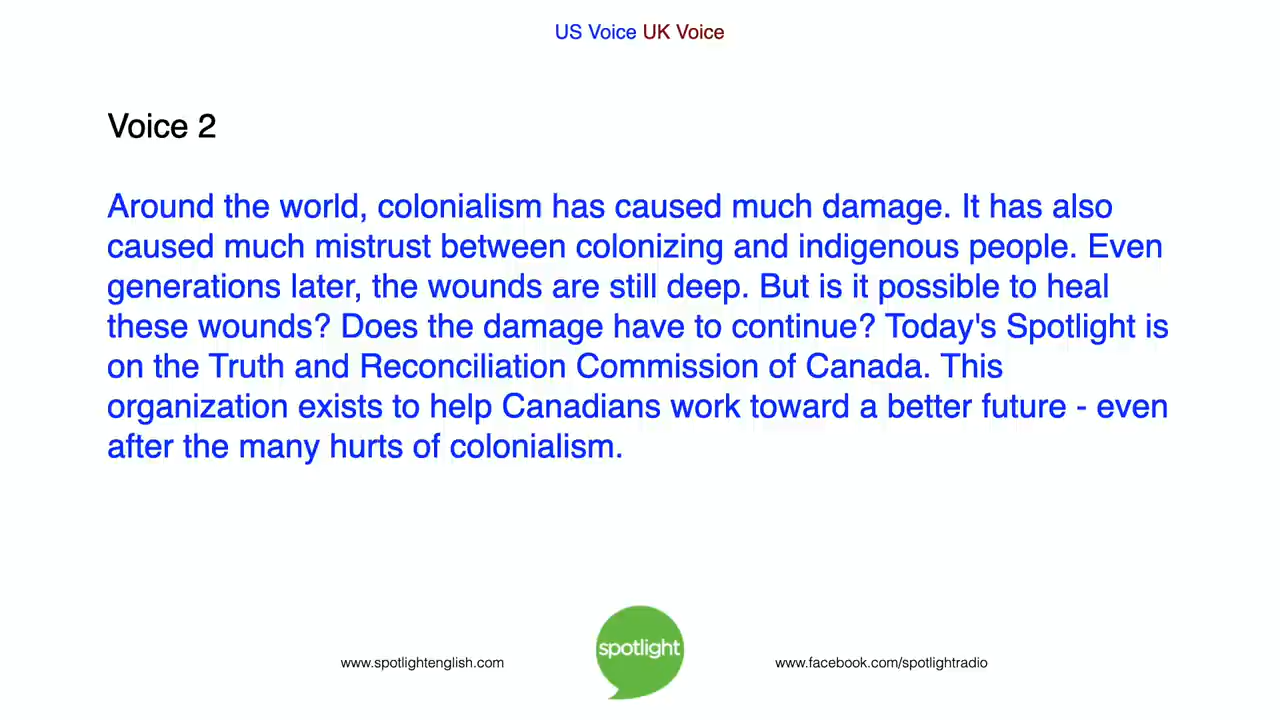 US Voice UK Voice
Voice 2
Around the world, colonialism has caused much damage. It has also
caused much mistrust between colonizing and indigenous people. Even
generations later, the wounds are still deep. But is it possible to heal
these wounds? Does the damage have to continue? Today's Spotlight is
on the Truth and Reconciliation Commission of Canada. This
organization exists to help Canadians work toward a better future - even
after the many hurts of colonialism.
www.spotlightenglish.com
spotlight
www.facebook.com/spotlightradio